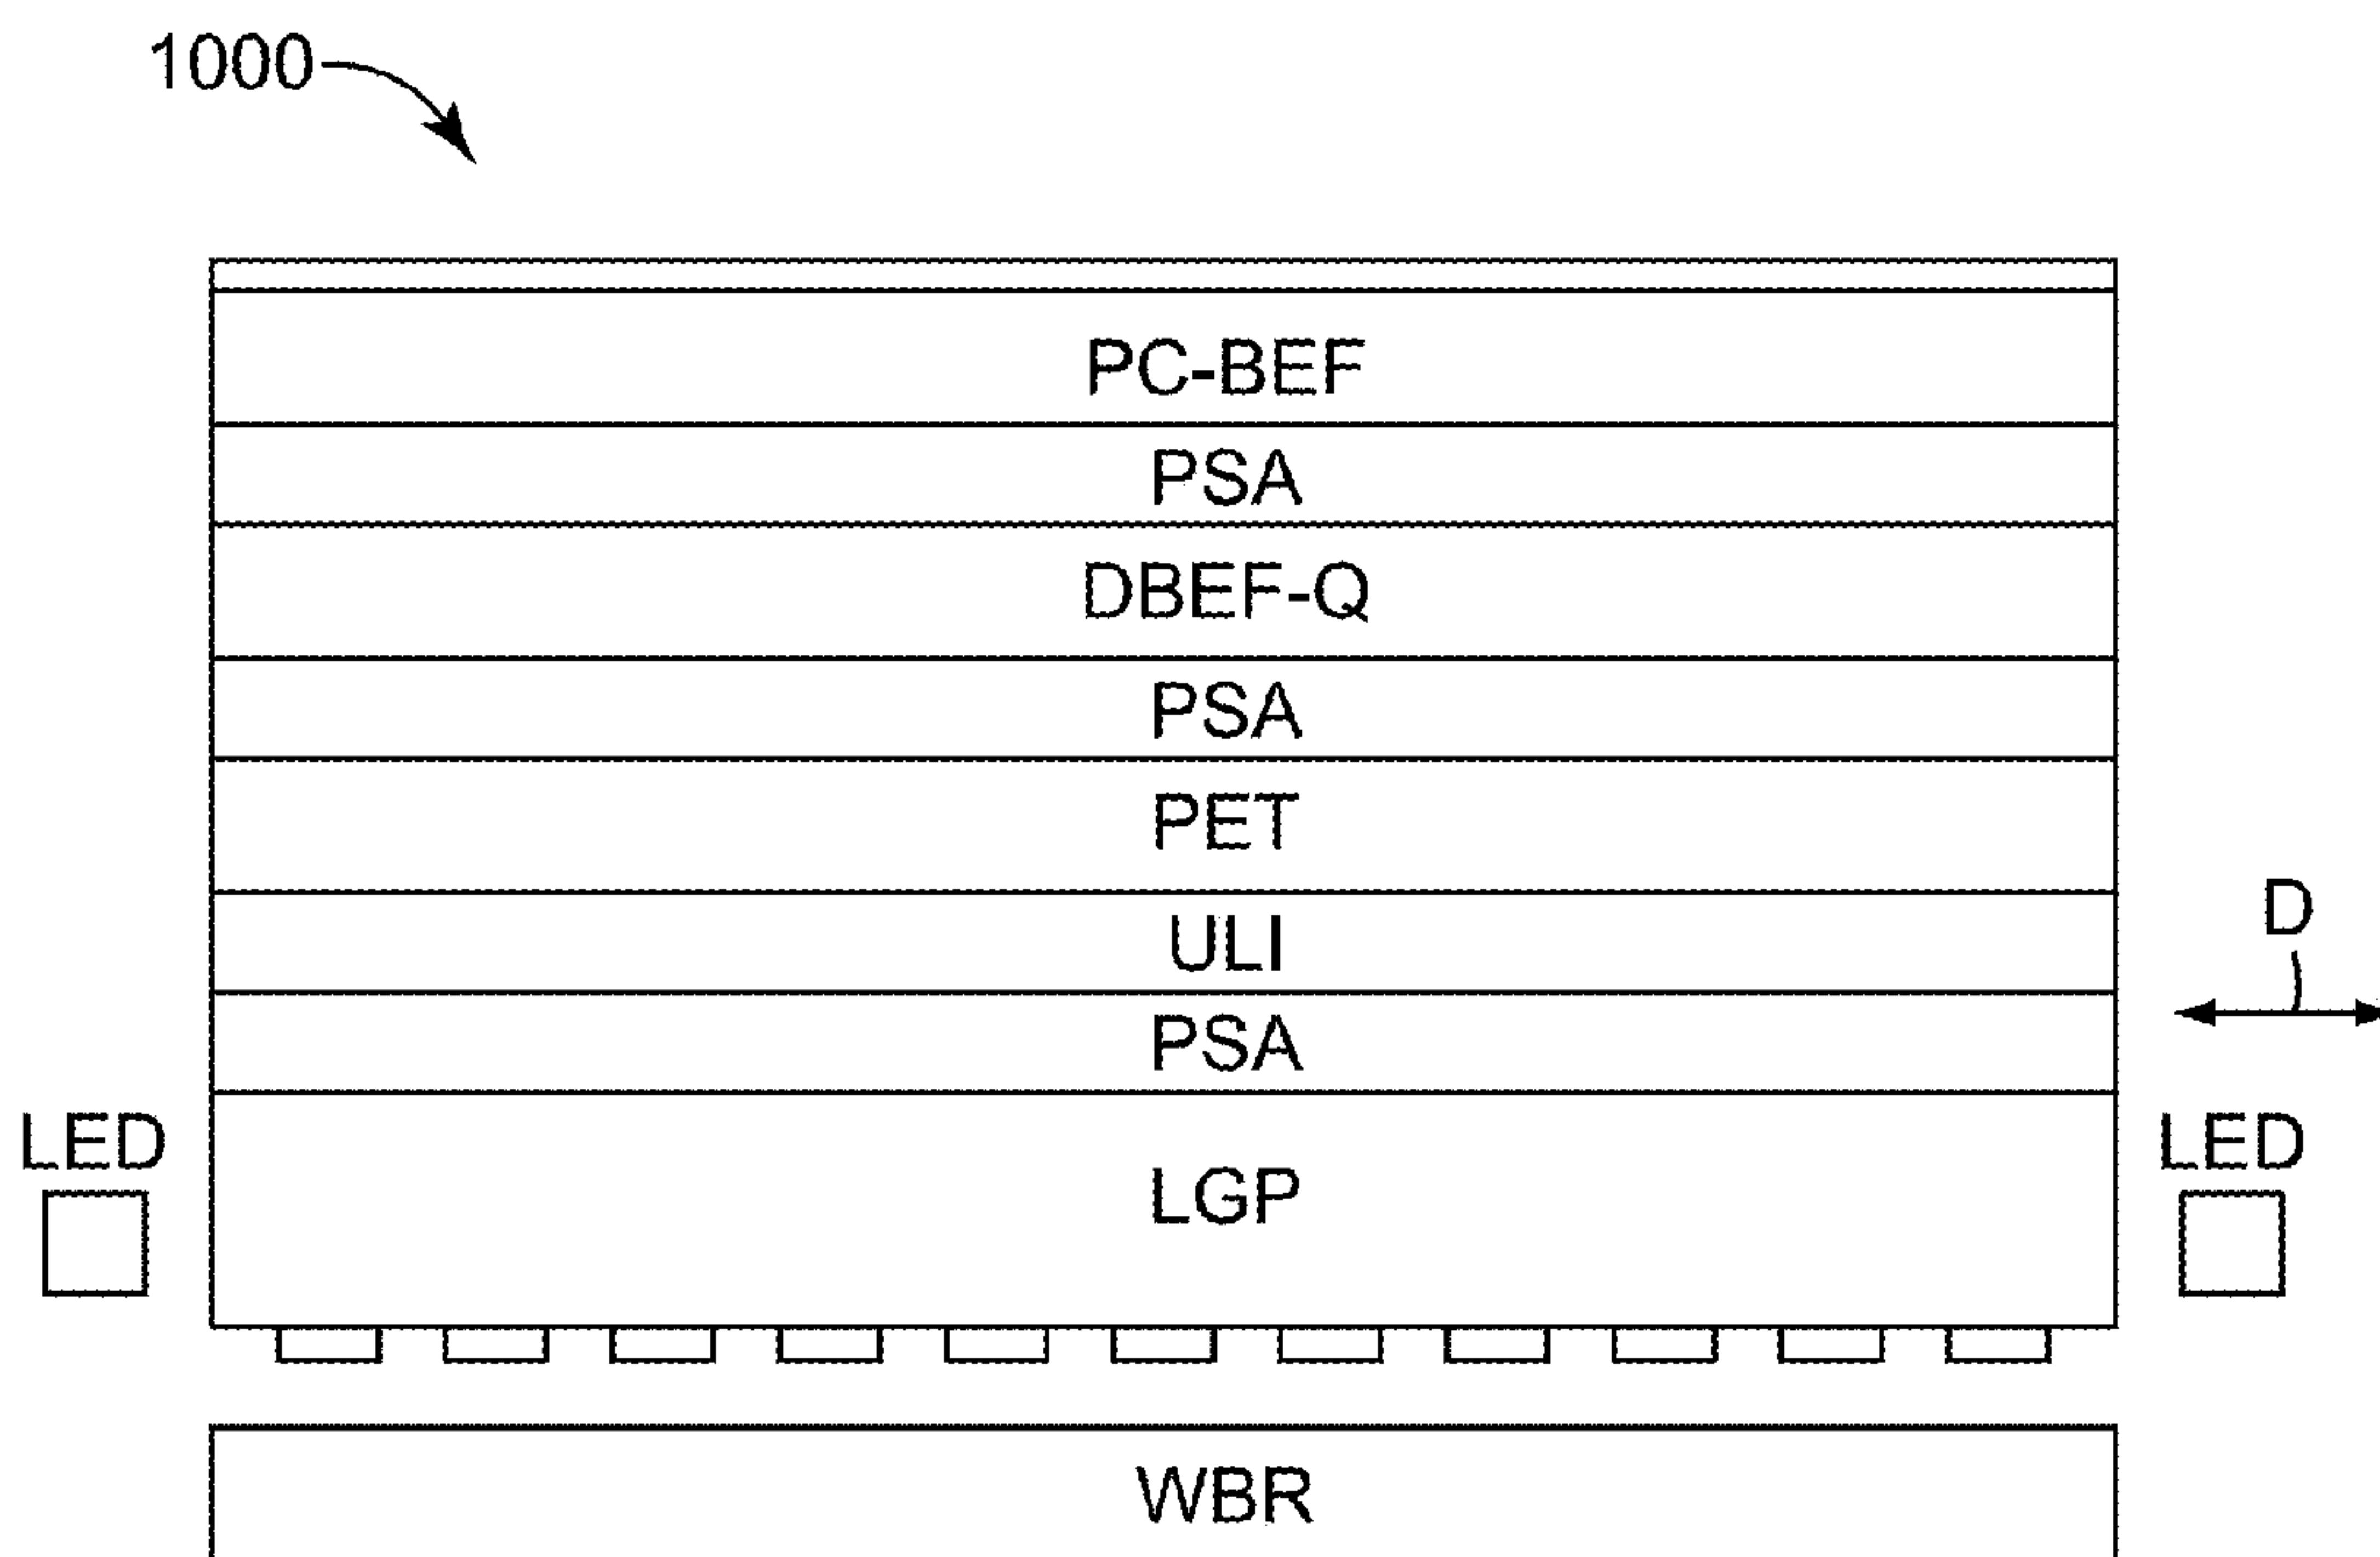 1000
PC-BEF
PSA
DBEF-Q
PSA
PET
ULI
D
PSA
LED
LED
LGP
WBR